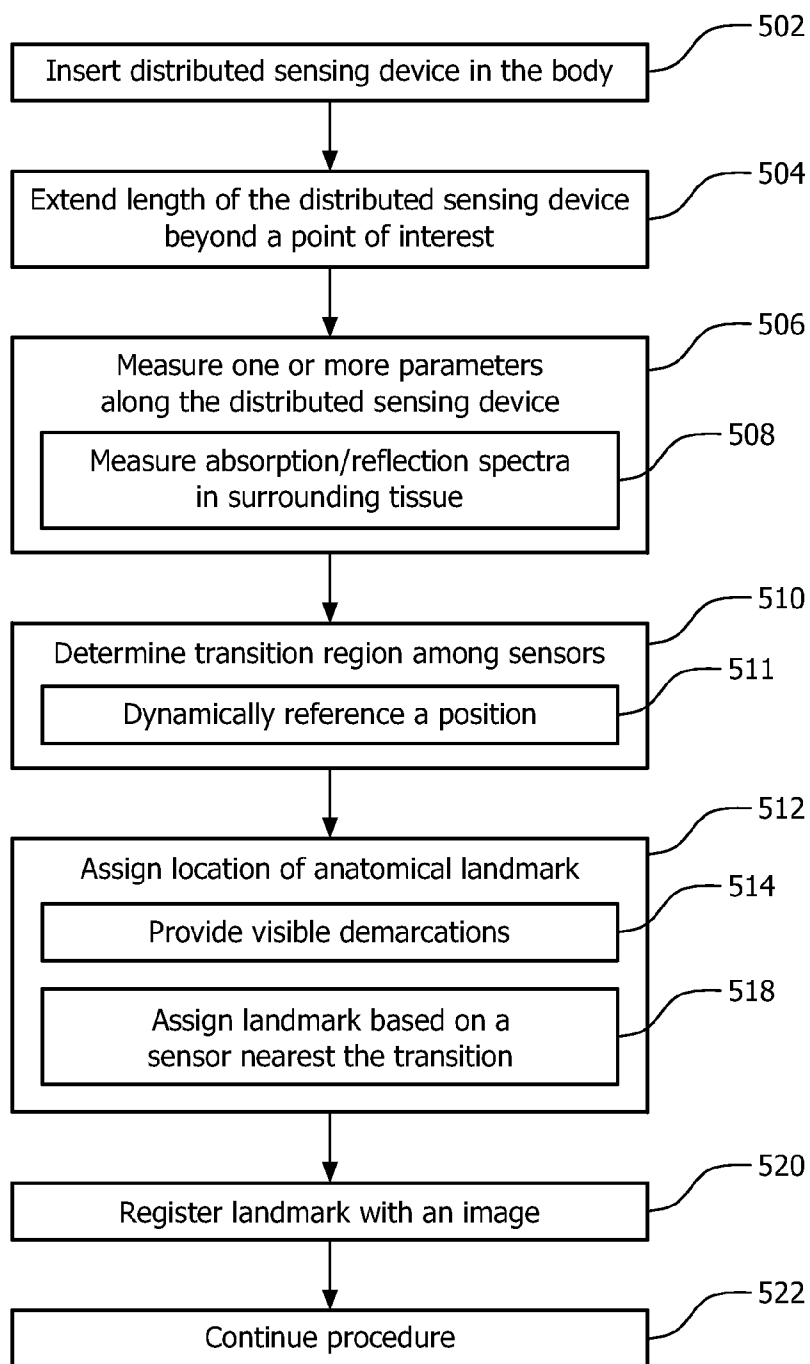 502
Insert distributed sensing device in the body
504
Extend length of the distributed sensing device
beyond a point of interest
506
Measure one or more parameters
along the distributed sensing device
508
Measure absorption/reflection spectra
in surrounding tissue
510
Determine transition region among sensors
511
Dynamically reference a position
512
Assign location of anatomical landmark
514
Provide visible demarcations
518
Assign landmark based on a
sensor nearest the transition
520
Register landmark with an image
522
Continue procedure